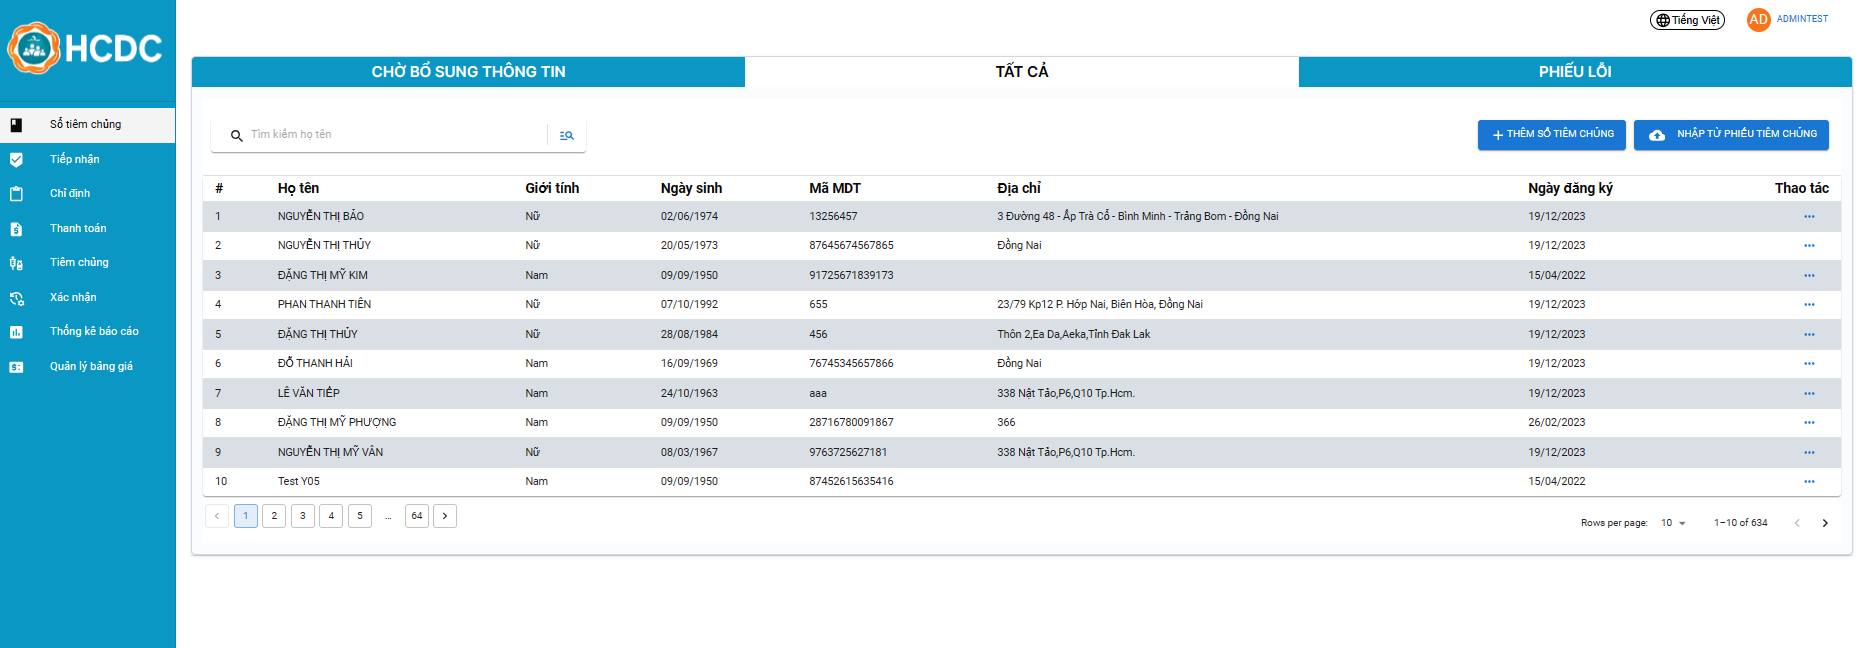 HCDC
Tiếng Việt
AD ADMINTEST
Sổ tiêm chủng
Tiếp nhận
Chỉ định
Thanh toán
Tiêm chủng
Xác nhận
Thống kê báo cáo
Quản lý bảng giá
CHỜ BỔ SUNG THÔNG TIN TẤT CẢ PHIẾU LỖI
Tìm kiếm họ tên
THÊM SỔ TIÊM CHỦNG NHẬP TỪ PHIẾU TIÊM CHỦNG
# Họ tên Giới tính Ngày sinh Mã MDT Địa chỉ Ngày đăng ký Thao tác
1 NGUYỄN THỊ BẢO Nữ 02/06/1974 13256457 3 Đường 48 - Ấp Trà Cổ - Bình Minh - Trảng Bom - Đồng Nai 19/12/2023
2 NGUYỄN THỊ THỦY Nữ 20/05/1973 87645674567865 Đồng Nai 19/12/2023
3 ĐẶNG THỊ MỸ KIM Nam 09/09/1950 91725671839173 15/04/2022
4 PHAN THANH TIÊN Nữ 07/10/1992 655 23/79 Kp12 P. Hớp Nai, Biên Hòa, Đồng Nai 19/12/2023
5 ĐẶNG THỊ THỦY Nữ 28/08/1984 456 Thôn 2,Ea Da,Aeka,Tỉnh Đak Lak 19/12/2023
6 ĐỖ THANH HẢI Nam 16/09/1969 76745345657866 Đồng Nai 19/12/2023
7 LÊ VĂN TIẾP Nam 24/10/1963 aaa 338 Nật Tảo,P6,Q10 Tp.Hcm. 19/12/2023
8 ĐẶNG THỊ MỸ PHƯỢNG Nam 09/09/1950 28716780091867 366 26/02/2023
9 NGUYỄN THỊ MỸ VÂN Nữ 08/03/1967 9763725627181 338 Nật Tảo,P6,Q10 Tp.Hcm. 19/12/2023
10 Test Y05 Nam 09/09/1950 87452615635416 15/04/2022
1 2 3 4 5 ... 64
Rows per page: 10 1–10 of 634